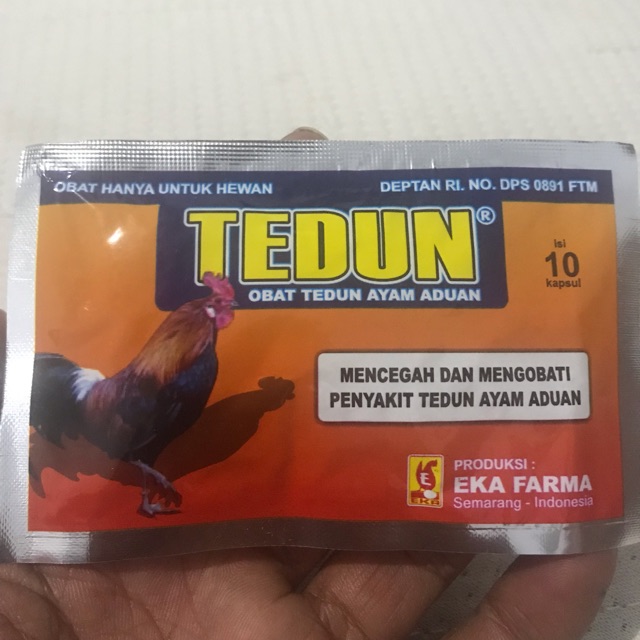 OBAT HANYA UNTUK HEWAN
DEPTAN RI. NO. DPS 0891 FTM
TEDUN®
OBAT TEDUN AYAM ADUAN
isi
10
kapsul
MENCEGAH DAN MENGOBATI
PENYAKIT TEDUN AYAM ADUAN
PRODUKSI :
EKA FARMA
Semarang - Indonesia